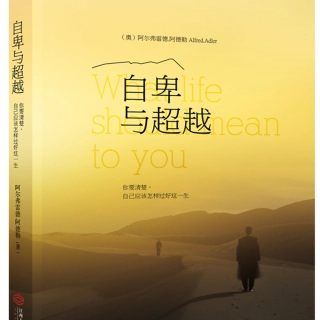 （奥）阿尔弗雷德.阿德勒 Alfred.Adler
自卑
与超越
What life
should mean
to you
你要清楚，
自己应该怎样过好这一生
自卑与超越
你要清楚，
自己应该怎样过好这一生
阿尔弗雷德.阿德勒（著）